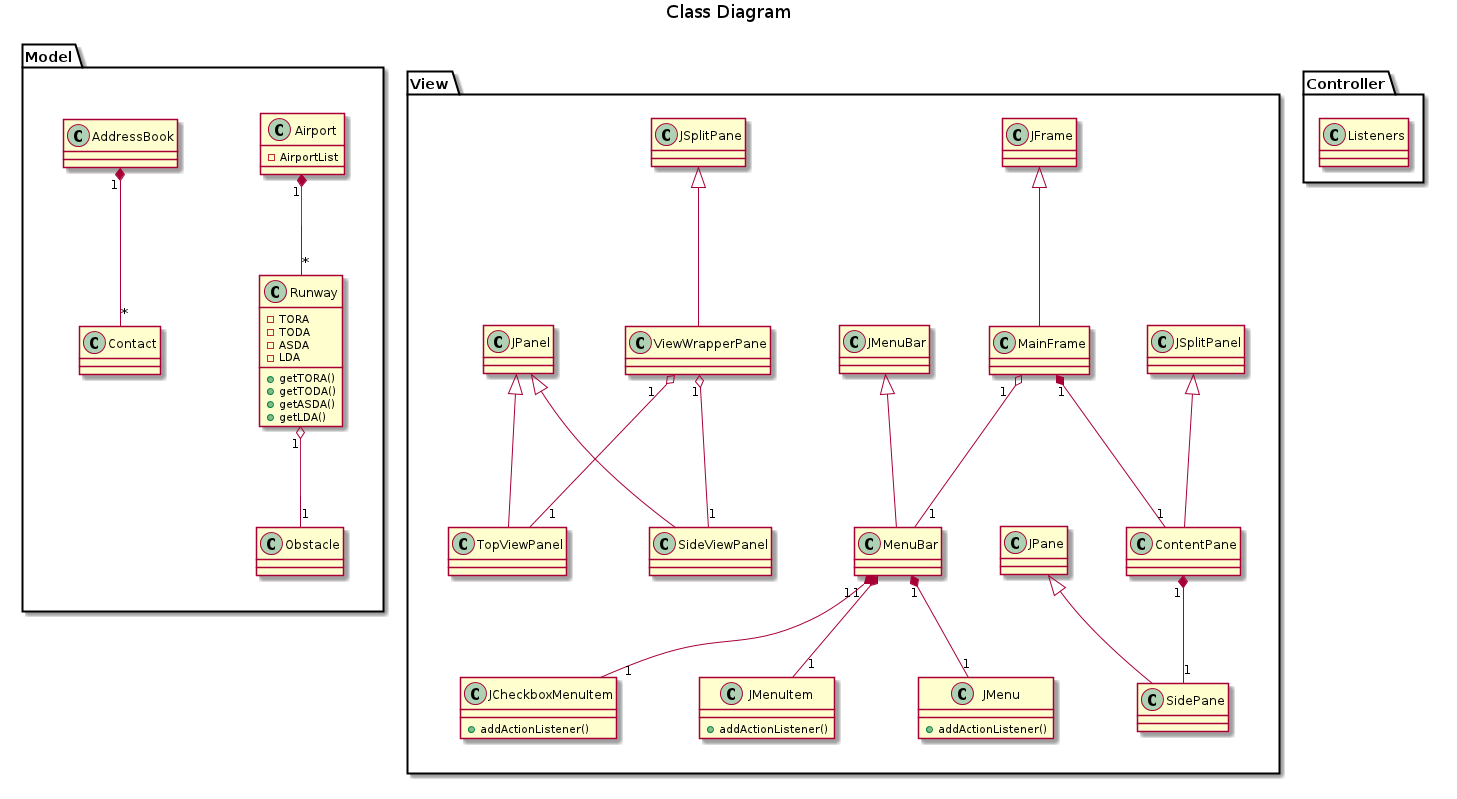 Class Diagram
Model
C AddressBook
1
*
C Contact
C Airport
AirportList
1
*
C Runway
TORA
TODA
ASDA
LDA
getTORA()
getTODA()
getASDA()
getLDA()
1
1
C Obstacle
View
C JSplitPane
C JFrame
C JPanel
C ViewWrapperPane
C JMenuBar
C MainFrame
C JSplitPanel
1
1
1
1
1
1
1
1
C TopViewPanel
C SideViewPanel
C MenuBar
C JPane
C ContentPane
1
1
1
1
1
1
1
1
C JCheckboxMenuItem
addActionListener()
C JMenuItem
addActionListener()
C JMenu
addActionListener()
C SidePane
Controller
C Listeners